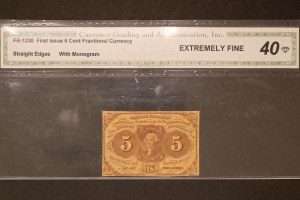 Currency Grading and Authentication, Inc.
FR-1230 First Issue 5 Cent Fractional Currency
Straight Edges With Monogram
EXTREMELY FINE
40
5 5